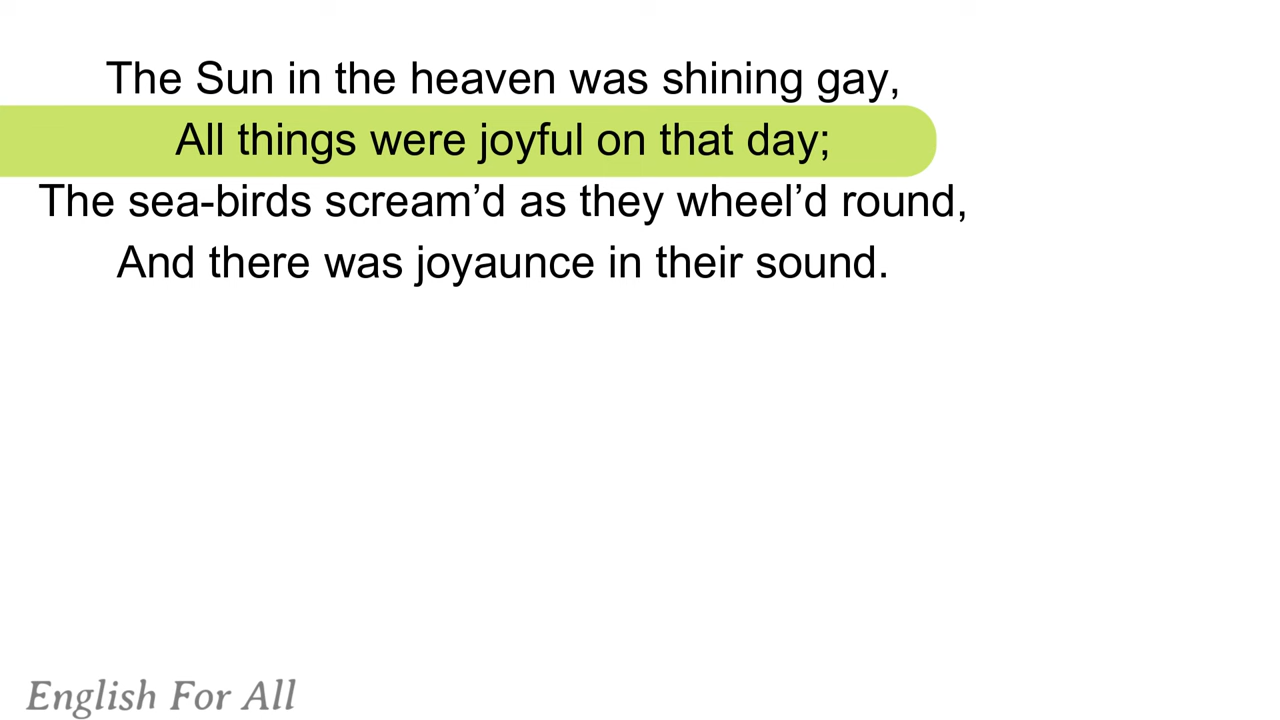 The Sun in the heaven was shining gay,
All things were joyful on that day;
The sea-birds scream’d as they wheel’d round,
And there was joyaunce in their sound.
English For All